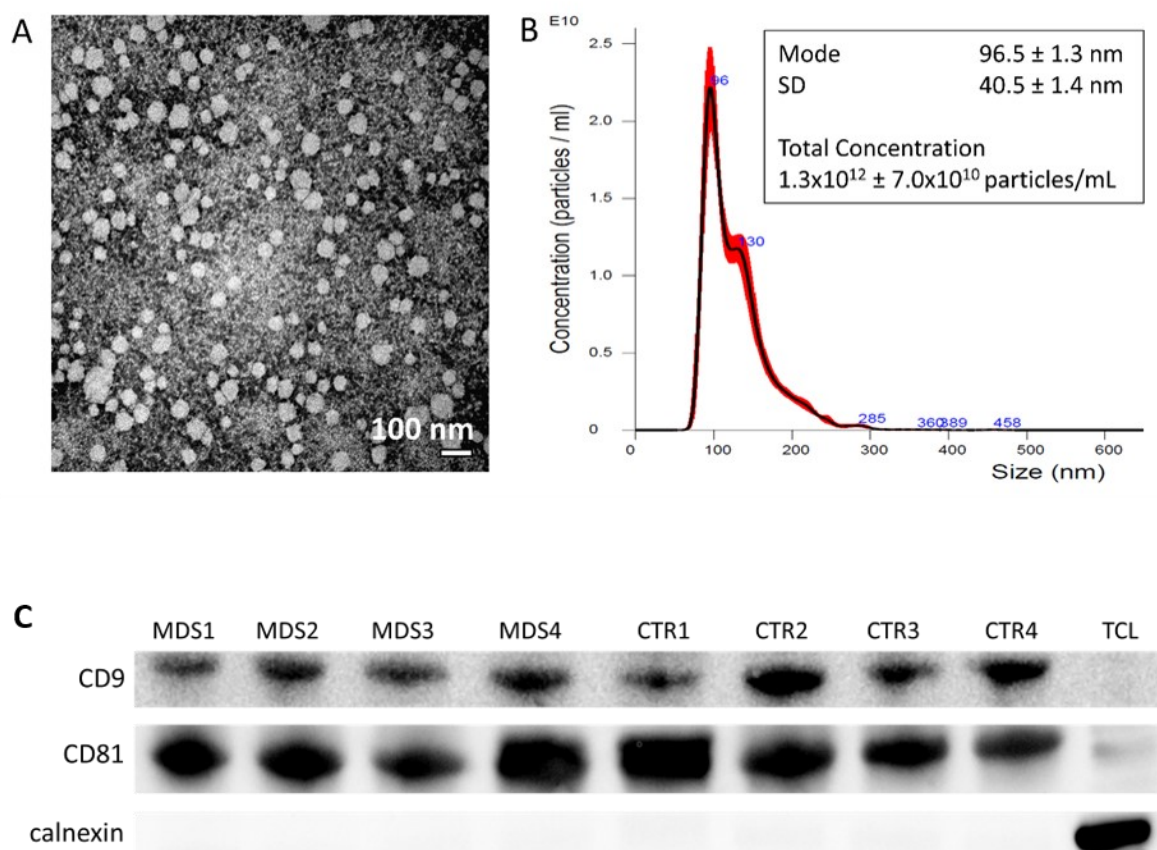 A
100 nm
B
E10
2.5
2.0
1.5
1.0
0.5
0
Concentration (particles / ml)
96
130
285
360
389
458
0 100 200 300 400 500 600
Size (nm)
Mode 96.5 ± 1.3 nm
SD 40.5 ± 1.4 nm
Total Concentration
1.3x10¹² ± 7.0x10¹⁰ particles/mL
C
MDS1 MDS2 MDS3 MDS4 CTR1 CTR2 CTR3 CTR4 TCL
CD9
CD81
calnexin